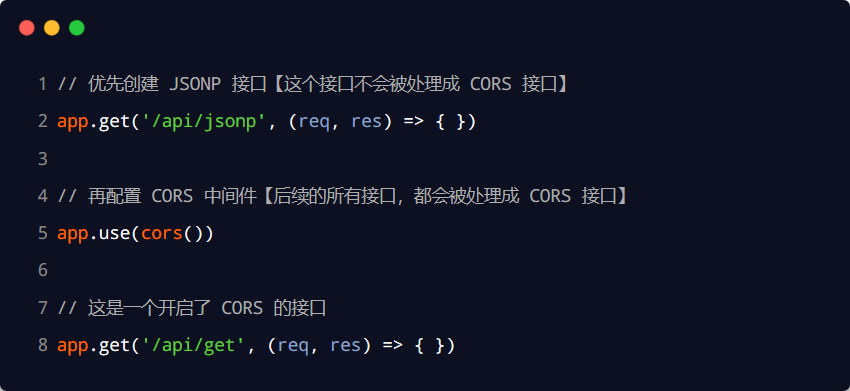 1 // 优先创建 JSONP 接口【这个接口不会被处理成 CORS 接口】
2 app.get('/api/jsonp', (req, res) => { })
3
4 // 再配置 CORS 中间件【后续的所有接口，都会被处理成 CORS 接口】
5 app.use(cors())
6
7 // 这是一个开启了 CORS 的接口
8 app.get('/api/get', (req, res) => { })